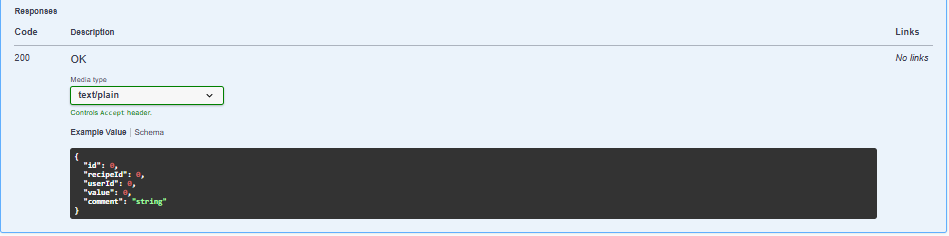 Responses
Code Description Links
200 OK No links
Media type
text/plain
Controls Accept header.
Example Value | Schema
{
  "id": 0,
  "recipeId": 0,
  "userId": 0,
  "value": 0,
  "comment": "string"
}